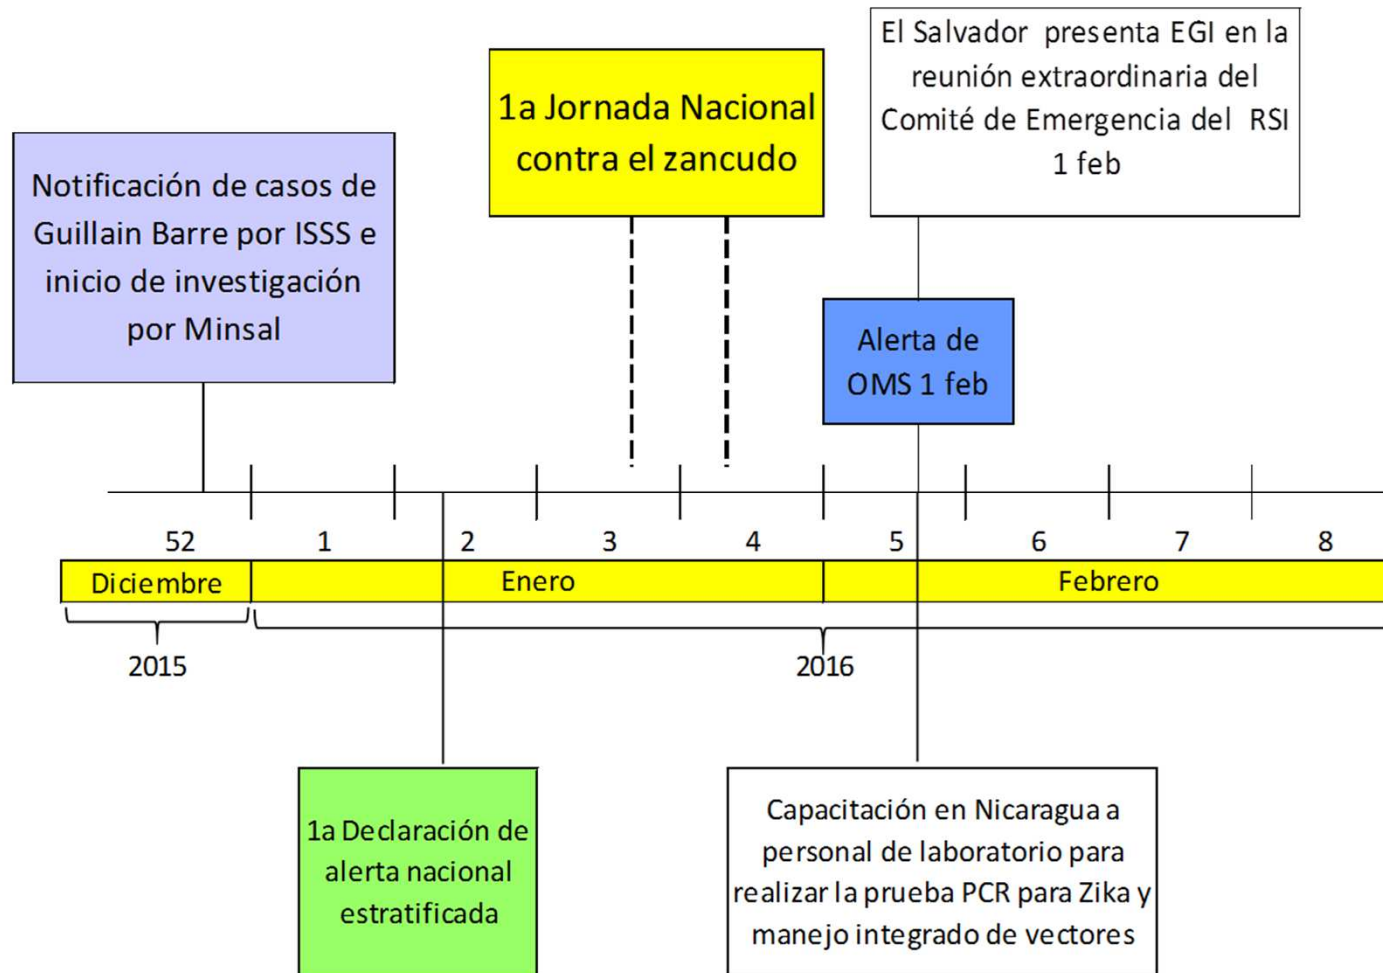 El Salvador presenta EGI en la
reunión extraordinaria del
Comité de Emergencia del RSI
1 feb
1a Jornada Nacional
contra el zancudo
Notificación de casos de
Guillain Barre por ISSS e
inicio de investigación
por Minsal
Alerta de
OMS 1 feb
52 1 2 3 4 5 6 7 8
Diciembre Enero Febrero
2015 2016
1a Declaración de
alerta nacional
estratificada
Capacitación en Nicaragua a
personal de laboratorio para
realizar la prueba PCR para Zika y
manejo integrado de vectores